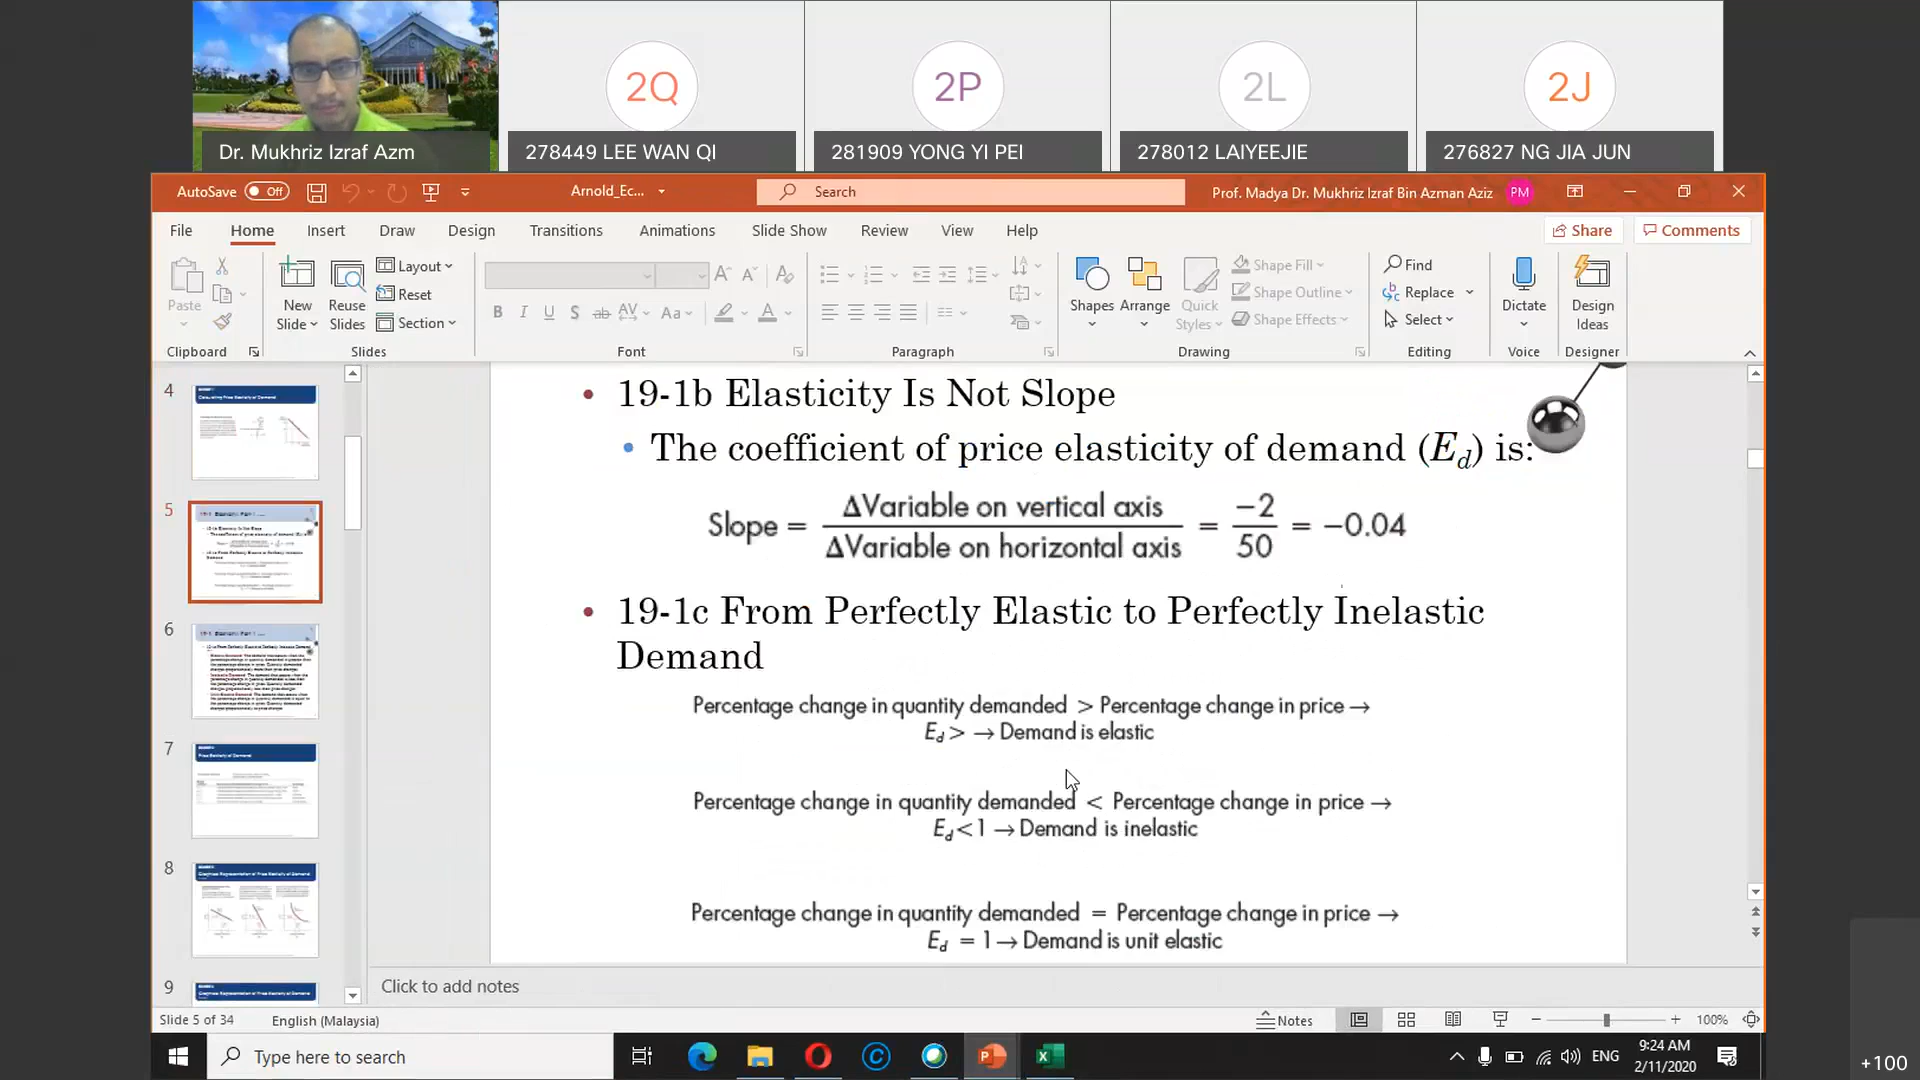 2Q
2P
2L
2J
Dr. Mukhriz Izraf Azm
278449 LEE WAN QI
281909 YONG YI PEI
278012 LAIYEEJIE
276827 NG JIA JUN
AutoSave Off
Arnold_Ec...
Search
Prof. Madya Dr. Mukhriz Izraf Bin Azman Aziz PM
File Home Insert Draw Design Transitions Animations Slide Show Review View Help
Share Comments
Paste
Clipboard
New Slide
Reuse Slides
Layout
Reset
Section
Slides
Font
Paragraph
Shapes
Arrange
Quick Styles
Shape Fill
Shape Outline
Shape Effects
Drawing
Find
Replace
Select
Editing
Dictate
Voice
Design Ideas
Designer
4
5
6
7
8
9
• 19-1b Elasticity Is Not Slope
• The coefficient of price elasticity of demand (Ed) is:
Slope = ΔVariable on vertical axis / ΔVariable on horizontal axis = −2 / 50 = −0.04
• 19-1c From Perfectly Elastic to Perfectly Inelastic
Demand
Percentage change in quantity demanded > Percentage change in price →
Ed > → Demand is elastic
Percentage change in quantity demanded < Percentage change in price →
Ed < 1 → Demand is inelastic
Percentage change in quantity demanded = Percentage change in price →
Ed = 1 → Demand is unit elastic
Click to add notes
Slide 5 of 34 English (Malaysia)
Notes
100%
Type here to search
ENG
9:24 AM
2/11/2020
+100